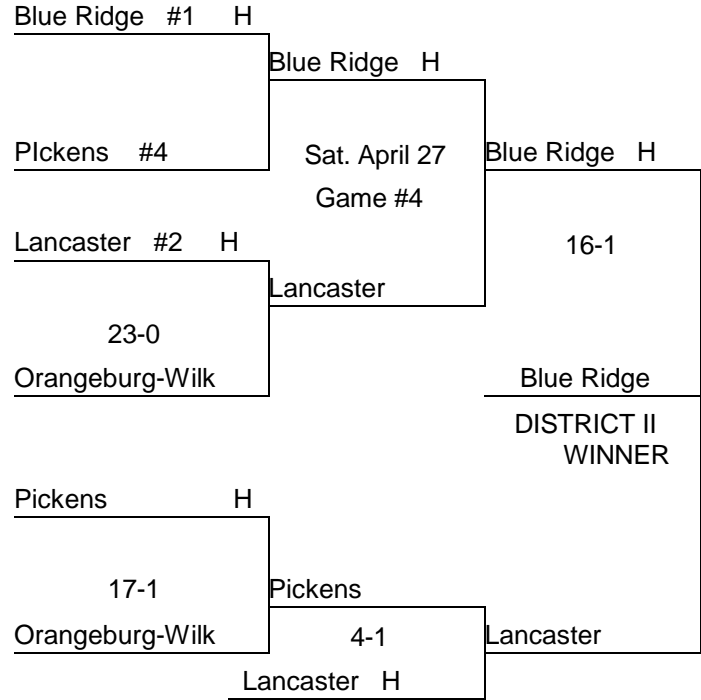 Blue Ridge #1 H
Blue Ridge H
PIckens #4
Sat. April 27
Blue Ridge H
Game #4
Lancaster #2 H
16-1
Lancaster
23-0
Orangeburg-Wilk
Blue Ridge
DISTRICT II
WINNER
Pickens H
17-1
Pickens
Orangeburg-Wilk
4-1
Lancaster
Lancaster H